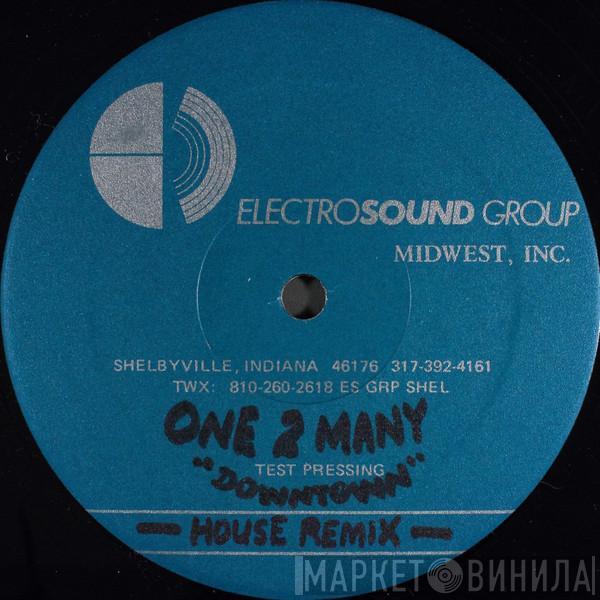 ELECTROSOUND GROUP
MIDWEST, INC.
SHELBYVILLE, INDIANA 46176 317-392-4161
TWX: 810-260-2618 ES GRP SHEL
ONE 2 MANY
TEST PRESSING
"DOWNTOWN"
— HOUSE REMIX —
МАРКЕТ ВИНИЛА